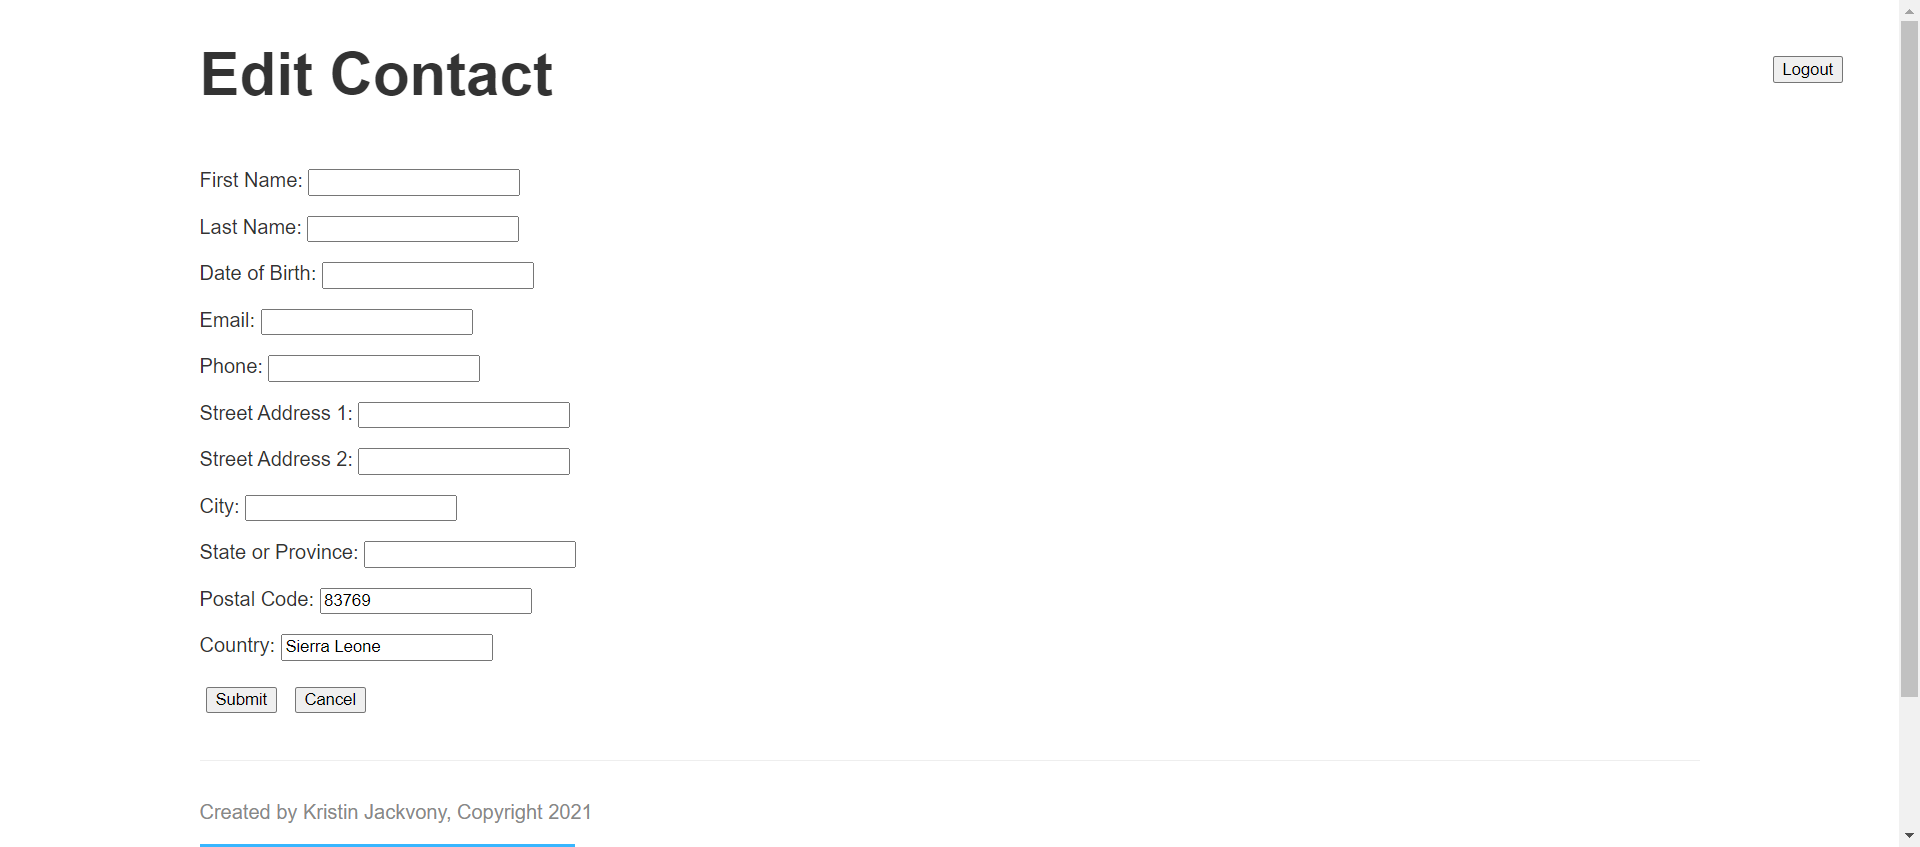 Edit Contact
Logout
First Name:
Last Name:
Date of Birth:
Email:
Phone:
Street Address 1:
Street Address 2:
City:
State or Province:
Postal Code: 83769
Country: Sierra Leone
Submit Cancel
Created by Kristin Jackvony, Copyright 2021